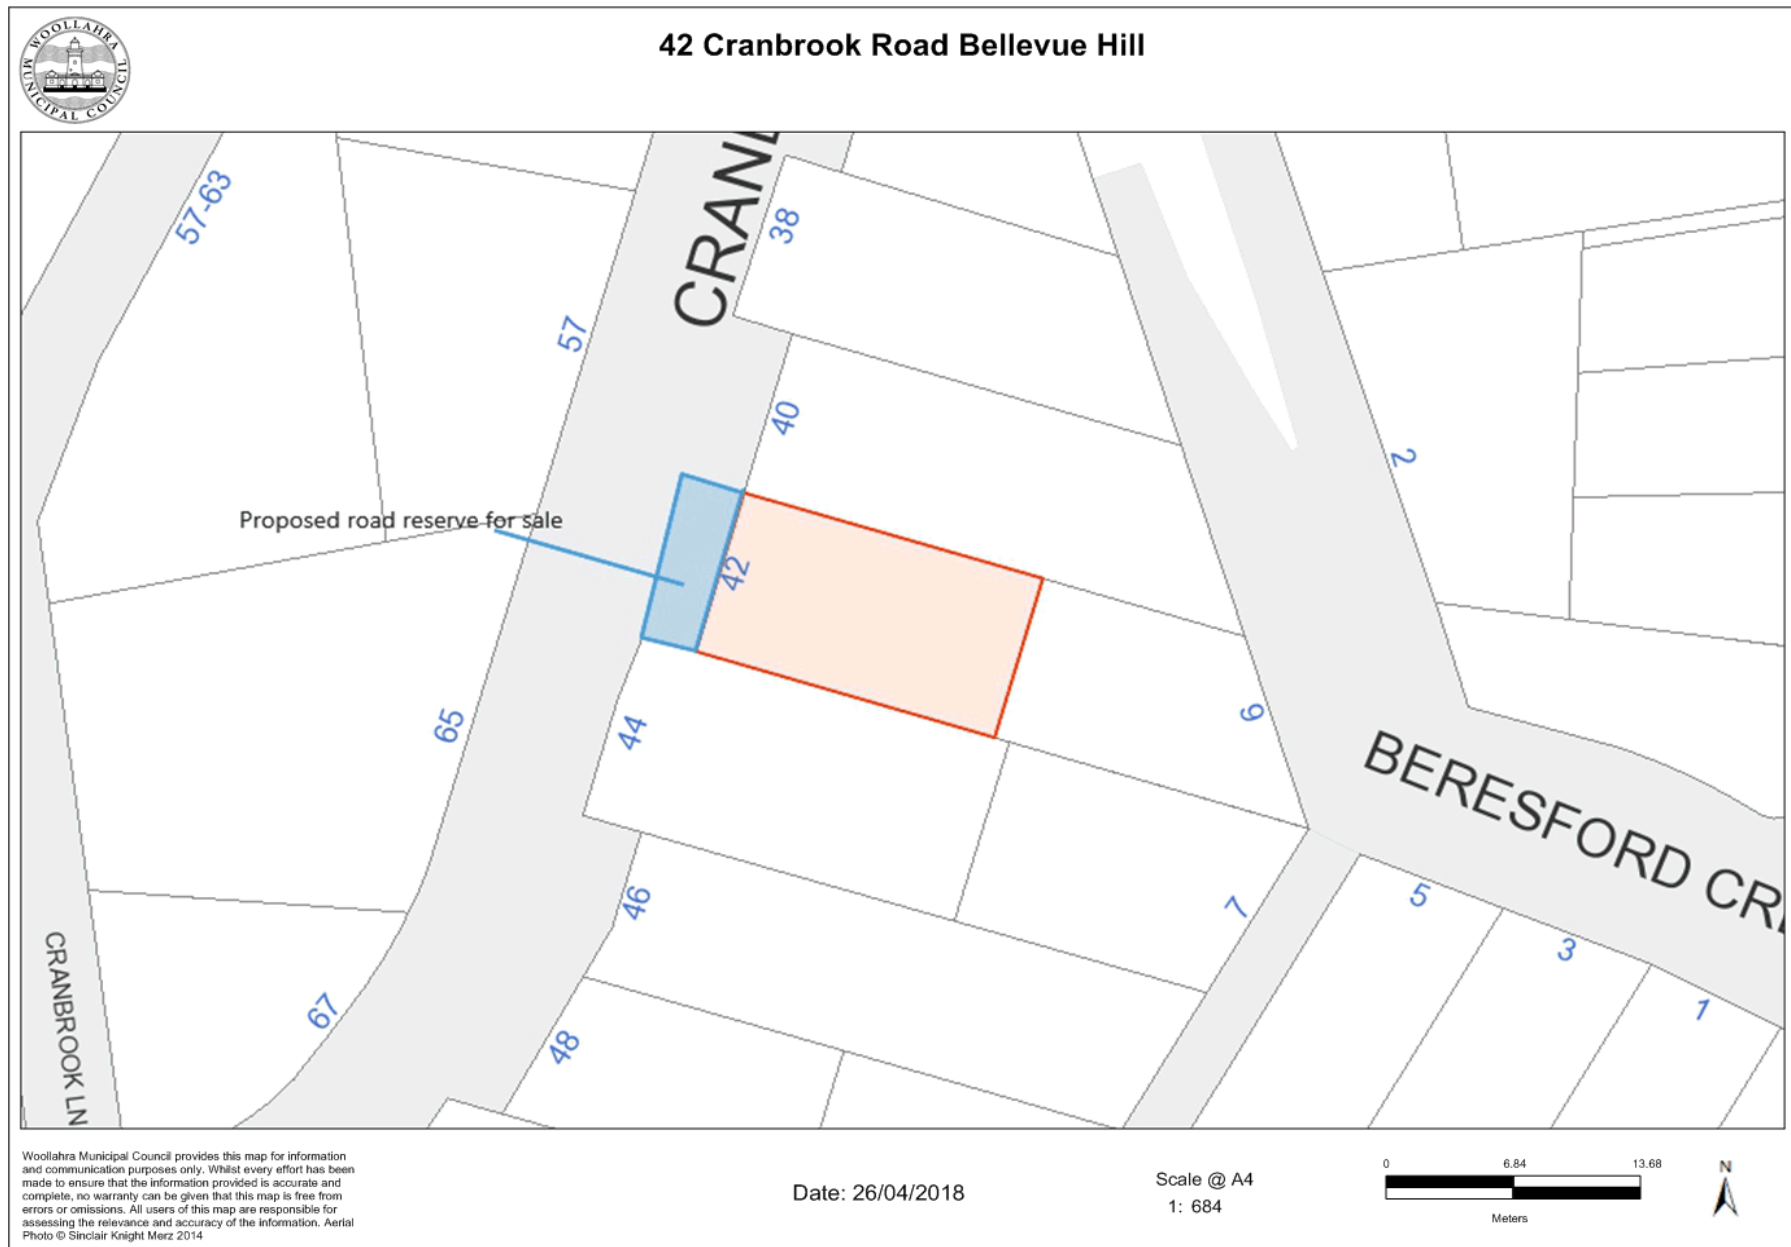 WOOLLAHRA
MUNICIPAL COUNCIL
42 Cranbrook Road Bellevue Hill
57-63
CRAN
38
57
40
2
Proposed road reserve for sale
42
65
44
9
BERESFORD CR
46
7
5
3
1
CRANBROOK LN
67
48
Woollahra Municipal Council provides this map for information
and communication purposes only. Whilst every effort has been
made to ensure that the information provided is accurate and
complete, no warranty can be given that this map is free from
errors or omissions. All users of this map are responsible for
assessing the relevance and accuracy of the information. Aerial
Photo © Sinclair Knight Merz 2014
Date: 26/04/2018
Scale @ A4
1: 684
0 6.84 13.68
Meters
N